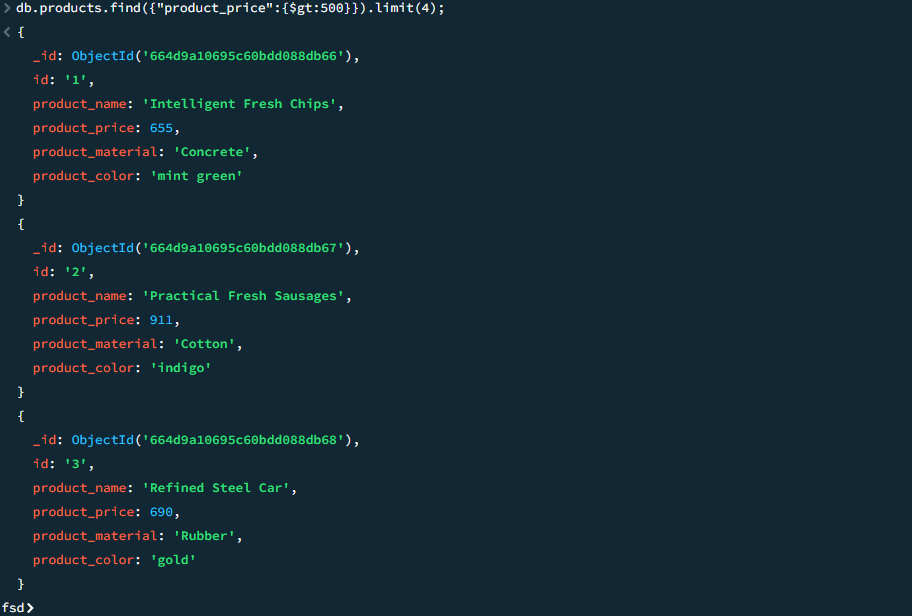 > db.products.find({"product_price":{$gt:500}}).limit(4);
< {
_id: ObjectId('664d9a10695c60bdd088db66'),
id: '1',
product_name: 'Intelligent Fresh Chips',
product_price: 655,
product_material: 'Concrete',
product_color: 'mint green'
}
{
_id: ObjectId('664d9a10695c60bdd088db67'),
id: '2',
product_name: 'Practical Fresh Sausages',
product_price: 911,
product_material: 'Cotton',
product_color: 'indigo'
}
{
_id: ObjectId('664d9a10695c60bdd088db68'),
id: '3',
product_name: 'Refined Steel Car',
product_price: 690,
product_material: 'Rubber',
product_color: 'gold'
}
fsd>